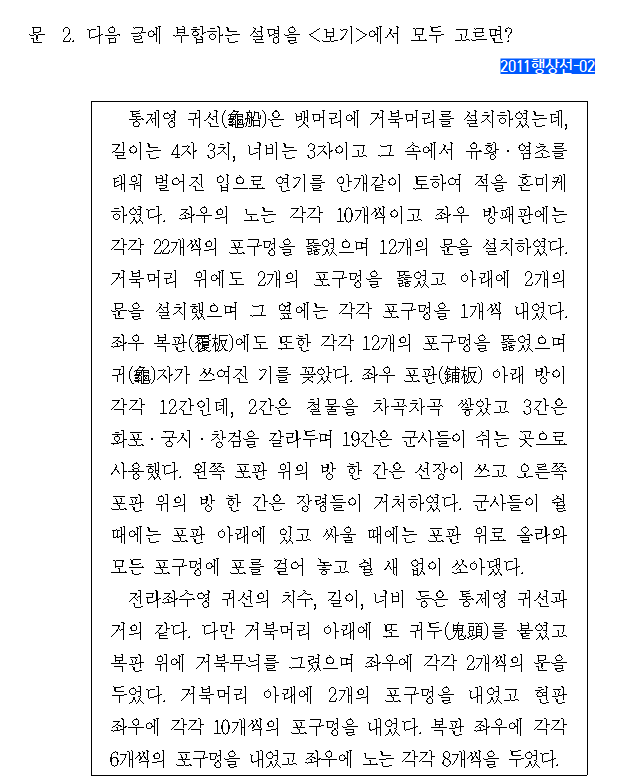 문 2. 다음 글에 부합하는 설명을 <보기>에서 모두 고르면?
2011행상선-02
통제영 귀선(龜船)은 뱃머리에 거북머리를 설치하였는데,
길이는 4자 3치, 너비는 3자이고 그 속에서 유황·염초를
태워 벌어진 입으로 연기를 안개같이 토하여 적을 혼미케
하였다. 좌우의 노는 각각 10개씩이고 좌우 방패판에는
각각 22개씩의 포구멍을 뚫었으며 12개의 문을 설치하였다.
거북머리 위에도 2개의 포구멍을 뚫었고 아래에 2개의
문을 설치했으며 그 옆에는 각각 포구멍을 1개씩 내었다.
좌우 복판(覆板)에도 또한 각각 12개의 포구멍을 뚫었으며
귀(龜)자가 쓰여진 기를 꽂았다. 좌우 포판(鋪板) 아래 방이
각각 12간인데, 2간은 철물을 차곡차곡 쌓았고 3간은
화포·궁시·창검을 갈라두며 19간은 군사들이 쉬는 곳으로
사용했다. 왼쪽 포판 위의 방 한 간은 선장이 쓰고 오른쪽
포판 위의 방 한 간은 장령들이 거처하였다. 군사들이 쉴
때에는 포판 아래에 있고 싸울 때에는 포판 위로 올라와
모든 포구멍에 포를 걸어 놓고 쉴 새 없이 쏘아댔다.
전라좌수영 귀선의 치수, 길이, 너비 등은 통제영 귀선과
거의 같다. 다만 거북머리 아래에 또 귀두(鬼頭)를 붙였고
복판 위에 거북무늬를 그렸으며 좌우에 각각 2개씩의 문을
두었다. 거북머리 아래에 2개의 포구멍을 내었고 현판
좌우에 각각 10개씩의 포구멍을 내었다. 복판 좌우에 각각
6개씩의 포구멍을 내었고 좌우에 노는 각각 8개씩을 두었다.